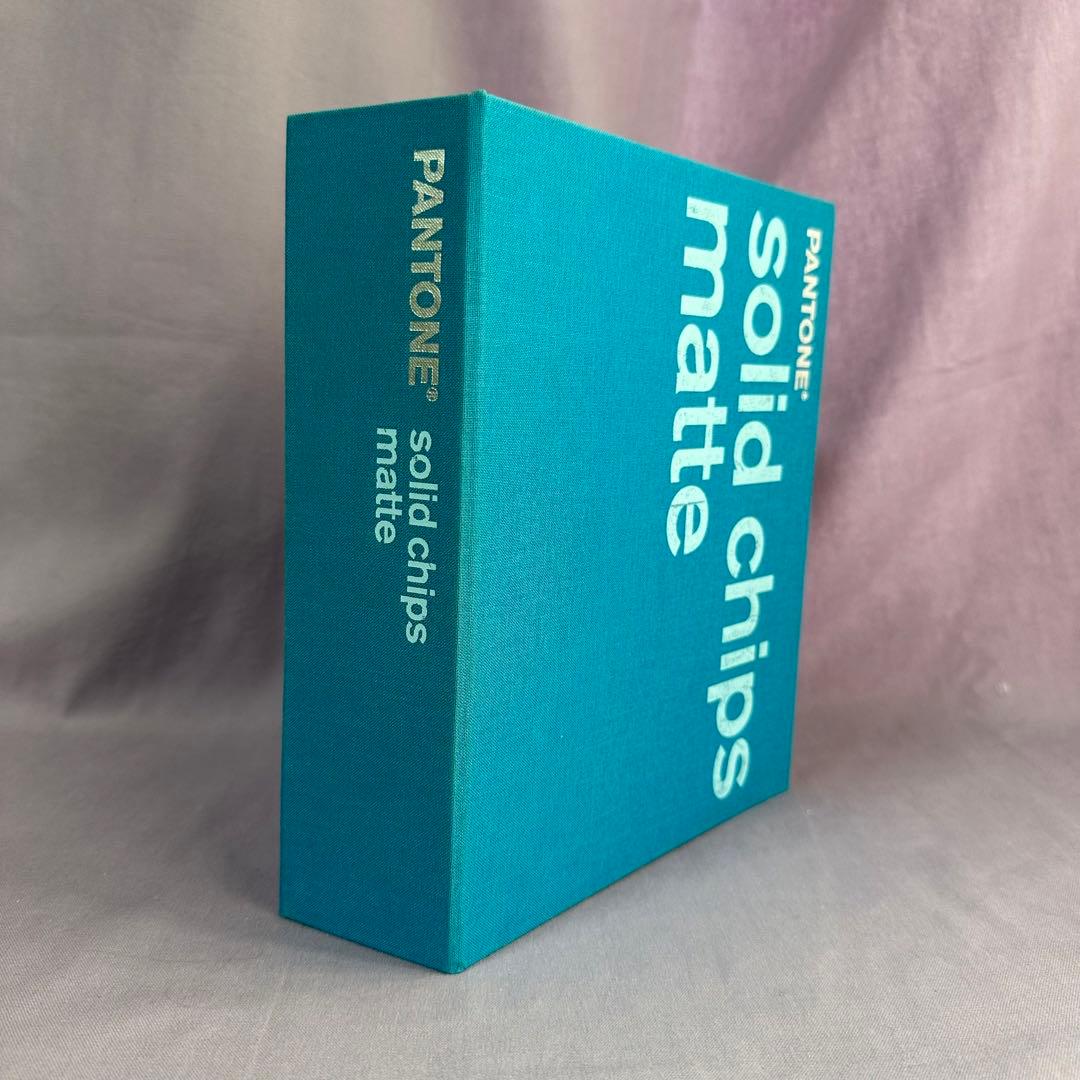 PANTONE®
solid chips
matte
PANTONE®
solid chips
matte